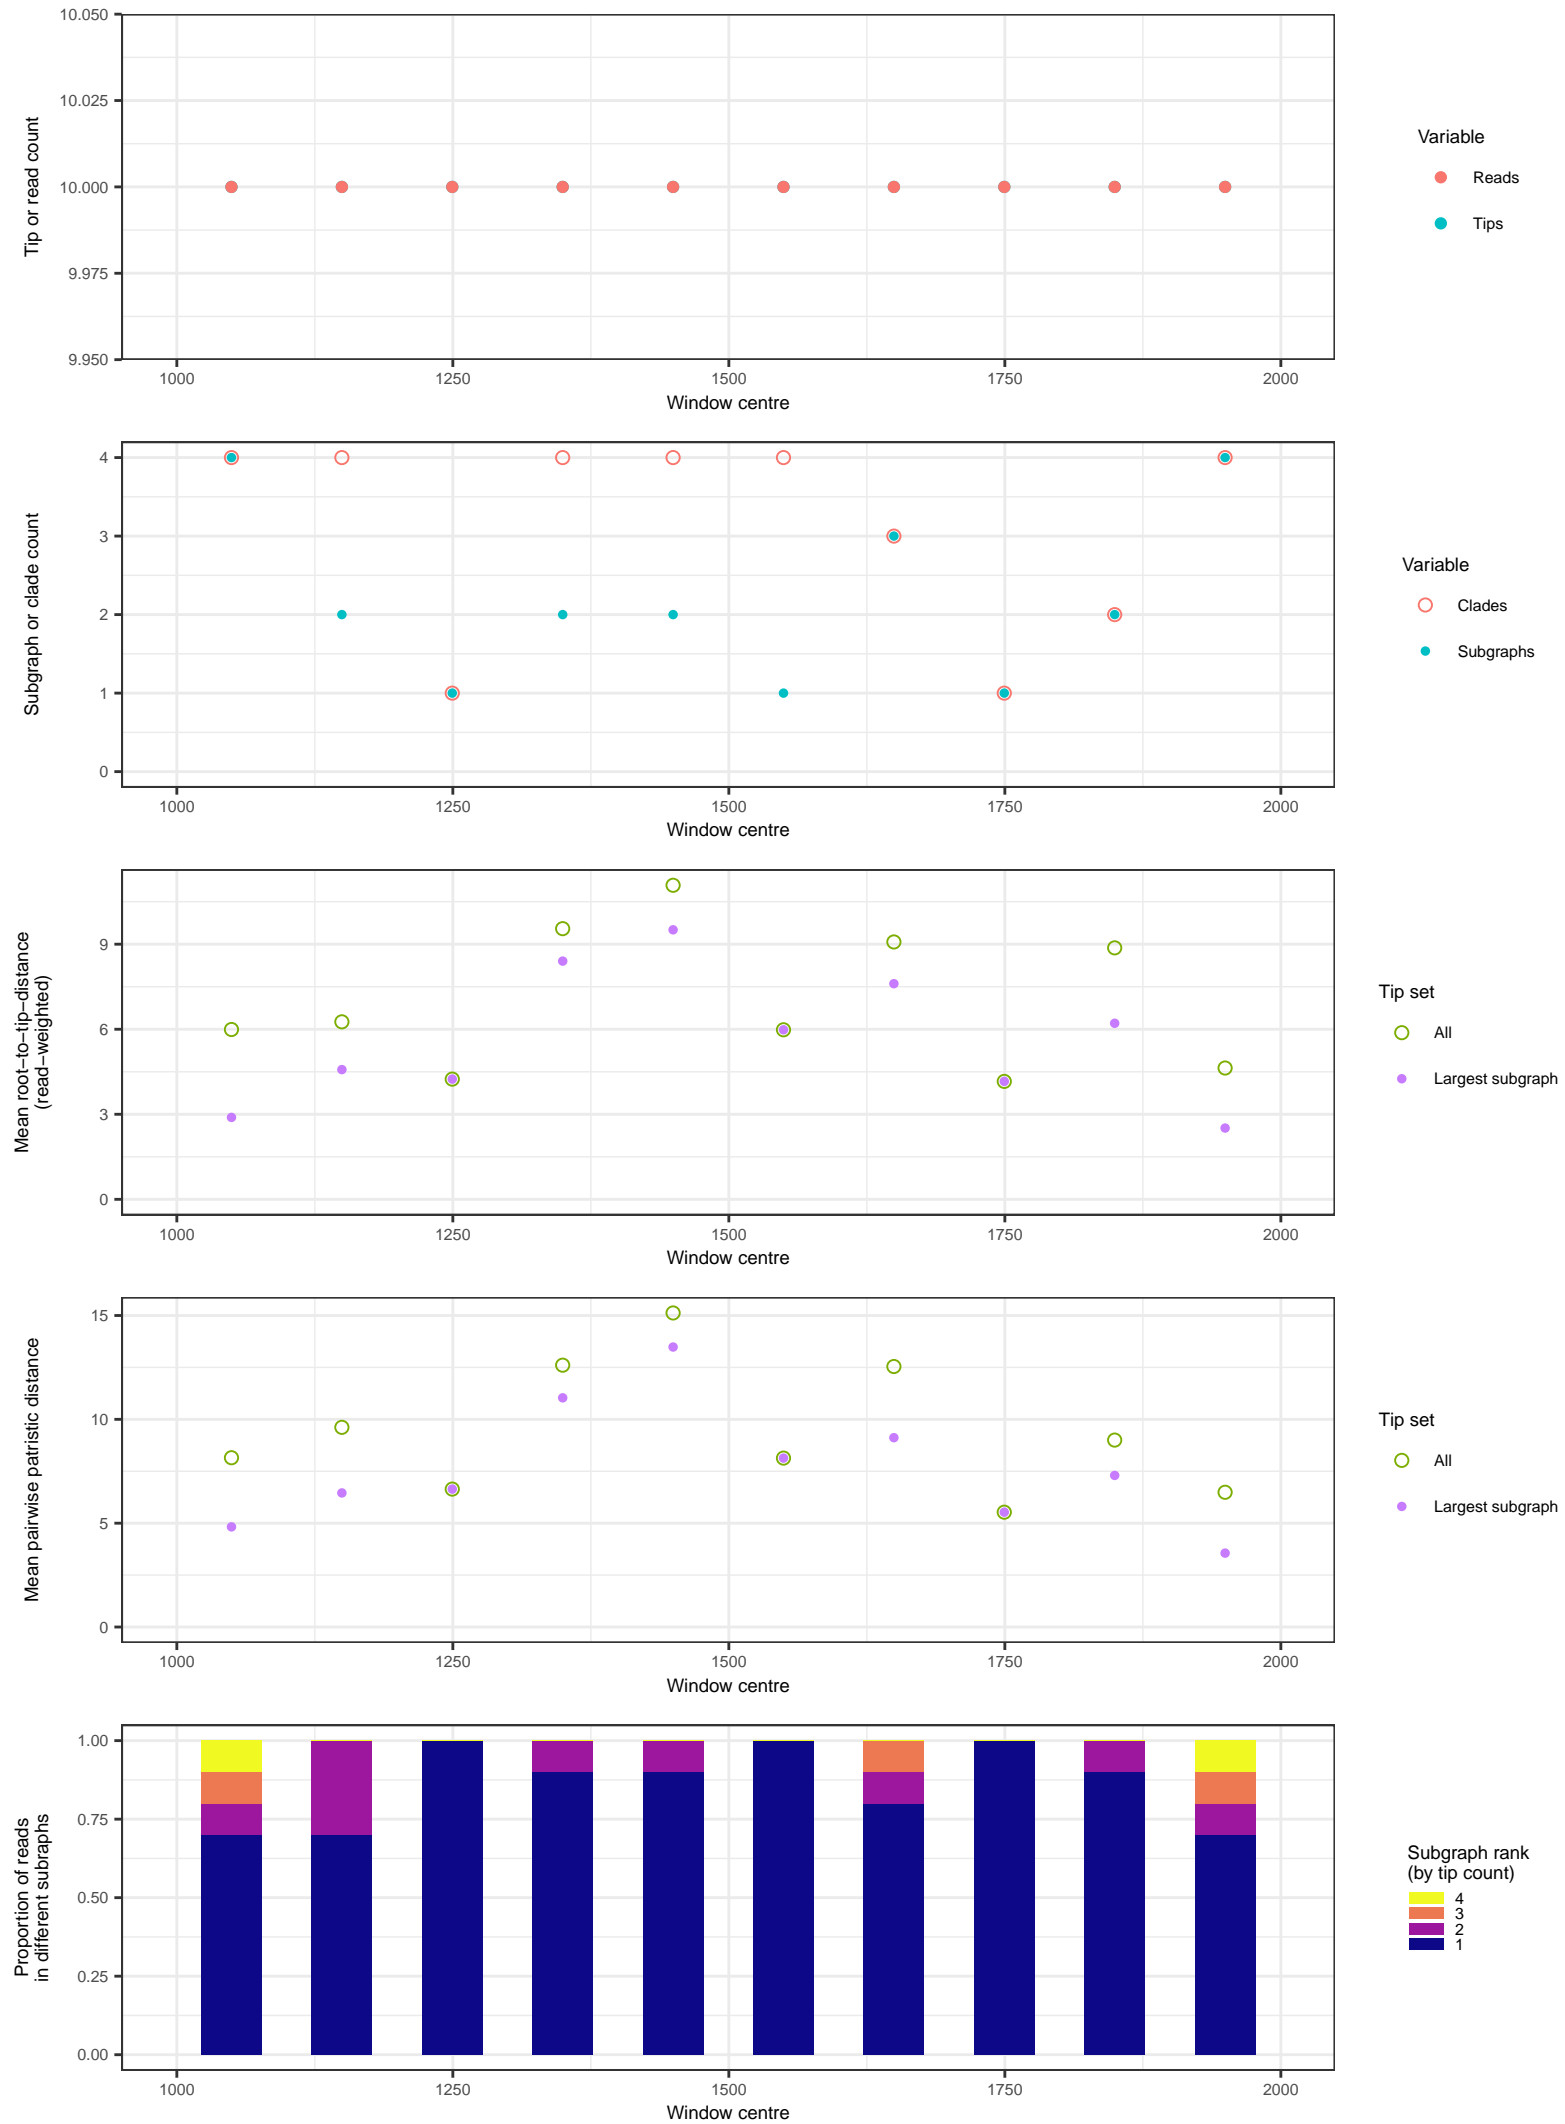 Tip or read count
10.050
10.025
10.000
9.975
9.950
1000 1250 1500 1750 2000
Window centre
Variable
Reads
Tips
Subgraph or clade count
4
3
2
1
0
1000 1250 1500 1750 2000
Window centre
Variable
Clades
Subgraphs
Mean root−to−tip−distance
(read−weighted)
9
6
3
0
1000 1250 1500 1750 2000
Window centre
Tip set
All
Largest subgraph
Mean pairwise patristic distance
15
10
5
0
1000 1250 1500 1750 2000
Window centre
Tip set
All
Largest subgraph
Proportion of reads
in different subraphs
1.00
0.75
0.50
0.25
0.00
1000 1250 1500 1750 2000
Window centre
Subgraph rank
(by tip count)
4
3
2
1